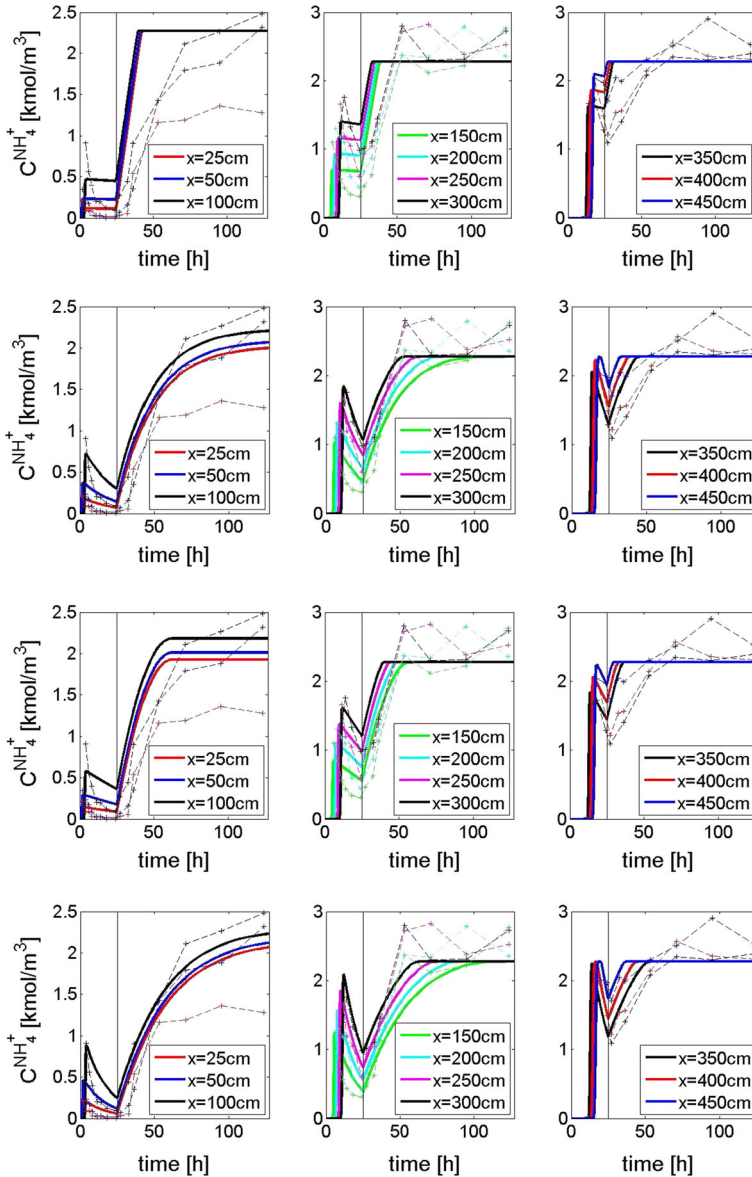 C^NH₄⁺ [kmol/m³]
2.5
2
1.5
1
0.5
0
x=25cm
x=50cm
x=100cm
0 50 100
time [h]
3
2
1
0
x=150cm
x=200cm
x=250cm
x=300cm
0 50 100
time [h]
3
2
1
0
x=350cm
x=400cm
x=450cm
0 50 100
time [h]
C^NH₄⁺ [kmol/m³]
2.5
2
1.5
1
0.5
0
x=25cm
x=50cm
x=100cm
0 50 100
time [h]
3
2
1
0
x=150cm
x=200cm
x=250cm
x=300cm
0 50 100
time [h]
3
2
1
0
x=350cm
x=400cm
x=450cm
0 50 100
time [h]
C^NH₄⁺ [kmol/m³]
2.5
2
1.5
1
0.5
0
x=25cm
x=50cm
x=100cm
0 50 100
time [h]
3
2
1
0
x=150cm
x=200cm
x=250cm
x=300cm
0 50 100
time [h]
3
2
1
0
x=350cm
x=400cm
x=450cm
0 50 100
time [h]
C^NH₄⁺ [kmol/m³]
2.5
2
1.5
1
0.5
0
x=25cm
x=50cm
x=100cm
0 50 100
time [h]
3
2
1
0
x=150cm
x=200cm
x=250cm
x=300cm
0 50 100
time [h]
3
2
1
0
x=350cm
x=400cm
x=450cm
0 50 100
time [h]